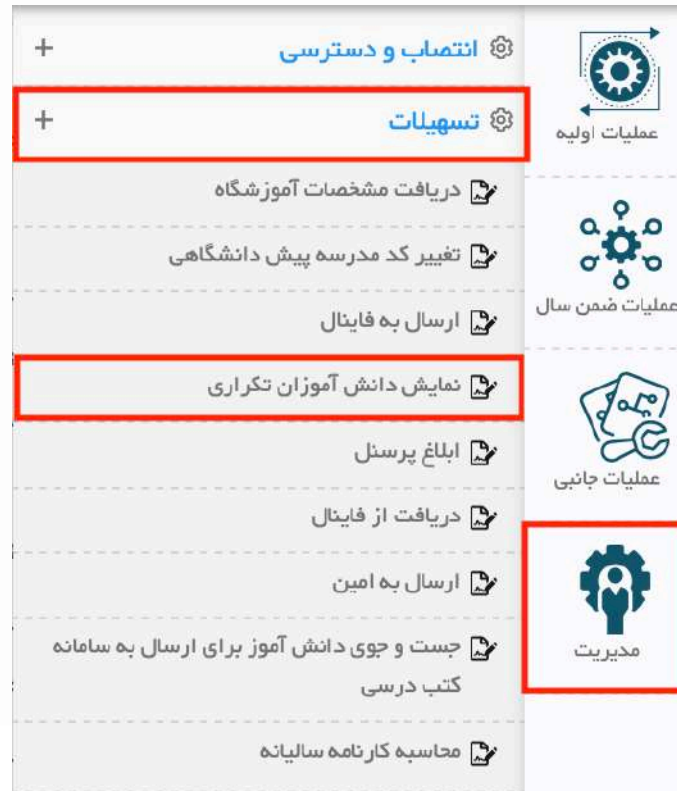 عملیات اولیه
عملیات ضمن سال
عملیات جانبی
مدیریت
انتصاب و دسترسی
تسهیلات
دریافت مشخصات آموزشگاه
تغییر کد مدرسه پیش دانشگاهی
ارسال به فاینال
نمایش دانش آموزان تکراری
ابلاغ پرسنل
دریافت از فاینال
ارسال به امین
جست و جوی دانش آموز برای ارسال به سامانه
کتب درسی
محاسبه کارنامه سالیانه